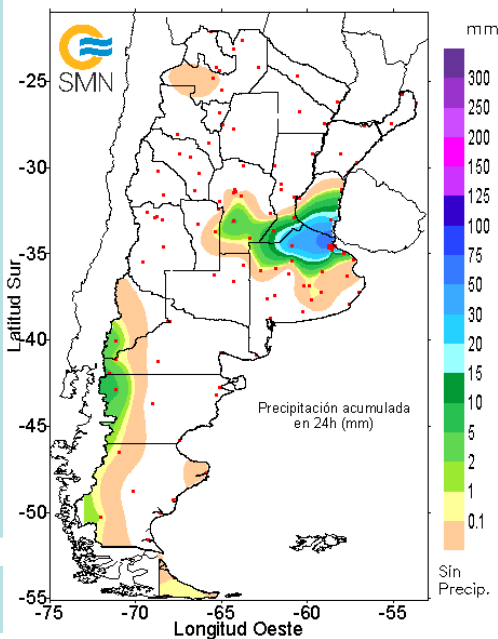 SMN
mm
300
250
200
150
125
100
75
50
30
20
15
10
5
2
1
0.1
Sin
Precip.
Latitud Sur
-25
-30
-35
-40
-45
-50
-55
Precipitación acumulada
en 24h (mm)
-75 -70 -65 -60 -55
Longitud Oeste